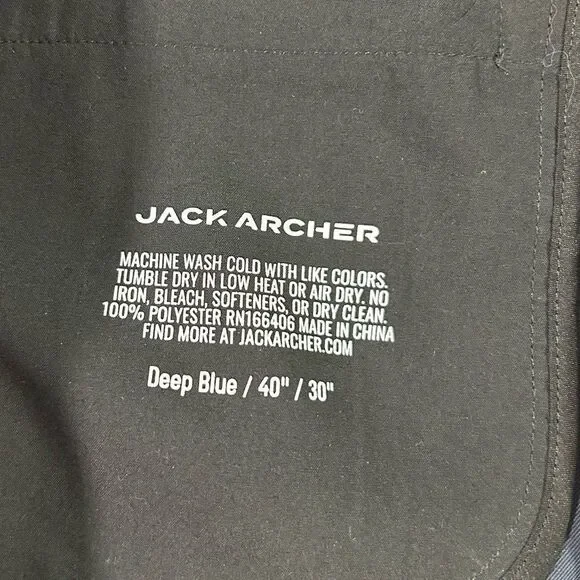 JACK ARCHER
MACHINE WASH COLD WITH LIKE COLORS.
TUMBLE DRY IN LOW HEAT OR AIR DRY. NO
IRON, BLEACH, SOFTENERS, OR DRY CLEAN.
100% POLYESTER RN166406 MADE IN CHINA
FIND MORE AT JACKARCHER.COM
Deep Blue / 40" / 30"